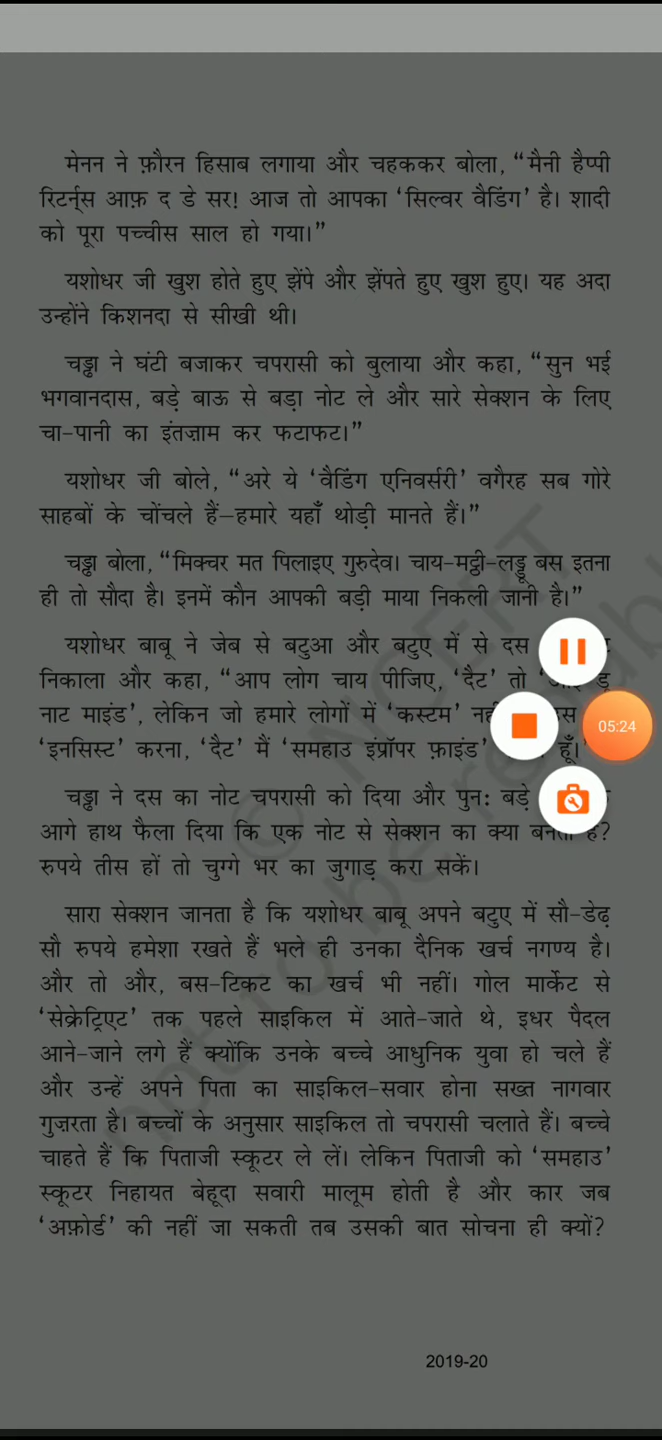 मेनन ने फ़ौरन हिसाब लगाया और चहककर बोला, “मैनी हैप्पी
रिटर्न्स आफ़ द डे सर! आज तो आपका ‘सिल्वर वैडिंग’ है। शादी
को पूरा पच्चीस साल हो गया।”
यशोधर जी खुश होते हुए झेंपे और झेंपते हुए खुश हुए। यह अदा
उन्होंने किशनदा से सीखी थी।
चड्ढा ने घंटी बजाकर चपरासी को बुलाया और कहा, “सुन भई
भगवानदास, बड़े बाऊ से बड़ा नोट ले और सारे सेक्शन के लिए
चा-पानी का इंतज़ाम कर फटाफट।”
यशोधर जी बोले, “अरे ये ‘वैडिंग एनिवर्सरी’ वगैरह सब गोरे
साहबों के चोंचले हैं—हमारे यहाँ थोड़ी मानते हैं।”
चड्ढा बोला, “मिक्चर मत पिलाइए गुरुदेव। चाय-मट्ठी-लड्डू बस इतना
ही तो सौदा है। इनमें कौन आपकी बड़ी माया निकली जानी है।”
यशोधर बाबू ने जेब से बटुआ और बटुए में से दस
निकाला और कहा, “आप लोग चाय पीजिए, ‘दैट’ तो
नाट माइंड’, लेकिन जो हमारे लोगों में ‘कस्टम’
‘इनसिस्ट’ करना, ‘दैट’ मैं ‘समहाउ इंप्रॉपर फ़ाइंड’ हूँ।’
05:24
चड्ढा ने दस का नोट चपरासी को दिया और पुन: बड़े
आगे हाथ फैला दिया कि एक नोट से सेक्शन का क्या बनता है?
रुपये तीस हों तो चुग्गे भर का जुगाड़ करा सकें।
सारा सेक्शन जानता है कि यशोधर बाबू अपने बटुए में सौ-डेढ़
सौ रुपये हमेशा रखते हैं भले ही उनका दैनिक खर्च नगण्य है।
और तो और, बस-टिकट का खर्च भी नहीं। गोल मार्केट से
‘सेक्रेट्रिएट’ तक पहले साइकिल में आते-जाते थे, इधर पैदल
आने-जाने लगे हैं क्योंकि उनके बच्चे आधुनिक युवा हो चले हैं
और उन्हें अपने पिता का साइकिल-सवार होना सख्त नागवार
गुज़रता है। बच्चों के अनुसार साइकिल तो चपरासी चलाते हैं। बच्चे
चाहते हैं कि पिताजी स्कूटर ले लें। लेकिन पिताजी को ‘समहाउ’
स्कूटर निहायत बेहूदा सवारी मालूम होती है और कार जब
‘अफ़ोर्ड’ की नहीं जा सकती तब उसकी बात सोचना ही क्यों?
© NCERT
not to be republ
2019-20